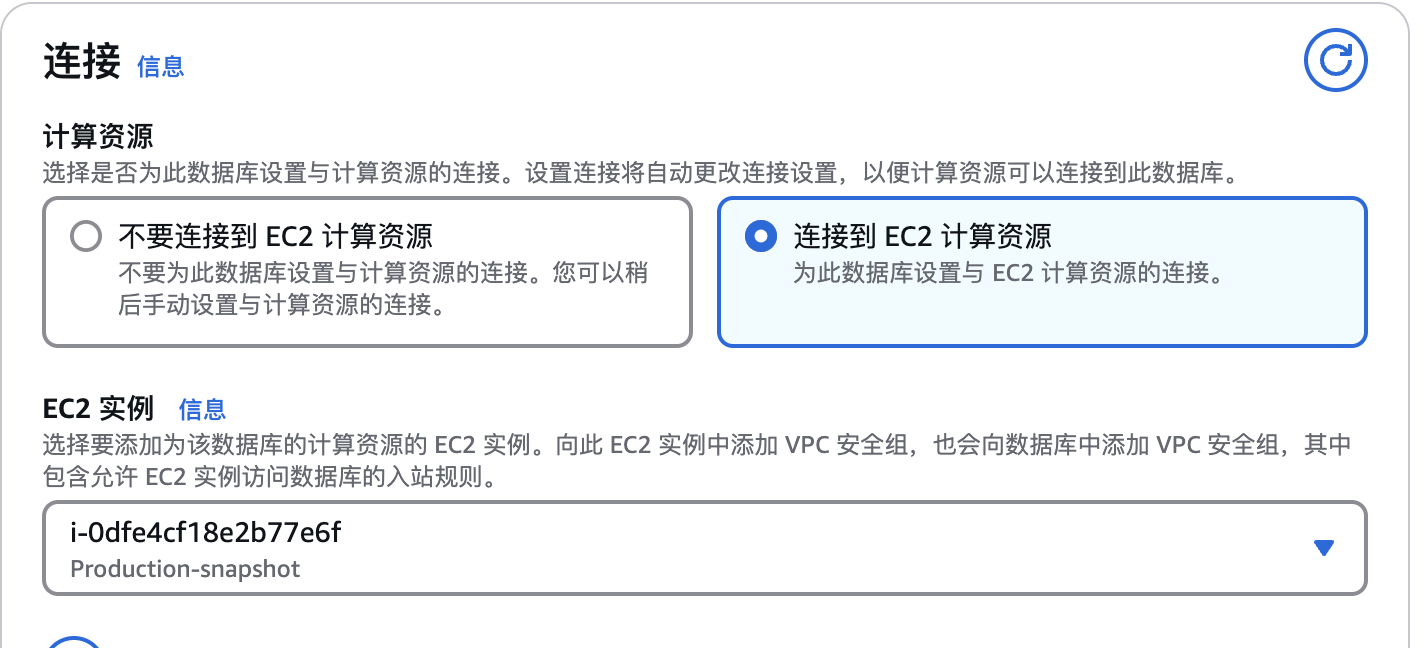 连接 信息
计算资源
选择是否为此数据库设置与计算资源的连接。设置连接将自动更改连接设置，以便计算资源可以连接到此数据库。
不要连接到 EC2 计算资源
不要为此数据库设置与计算资源的连接。您可以稍
后手动设置与计算资源的连接。
连接到 EC2 计算资源
为此数据库设置与 EC2 计算资源的连接。
EC2 实例 信息
选择要添加为该数据库的计算资源的 EC2 实例。向此 EC2 实例中添加 VPC 安全组，也会向数据库中添加 VPC 安全组，其中
包含允许 EC2 实例访问数据库的入站规则。
i-0dfe4cf18e2b77e6f
Production-snapshot